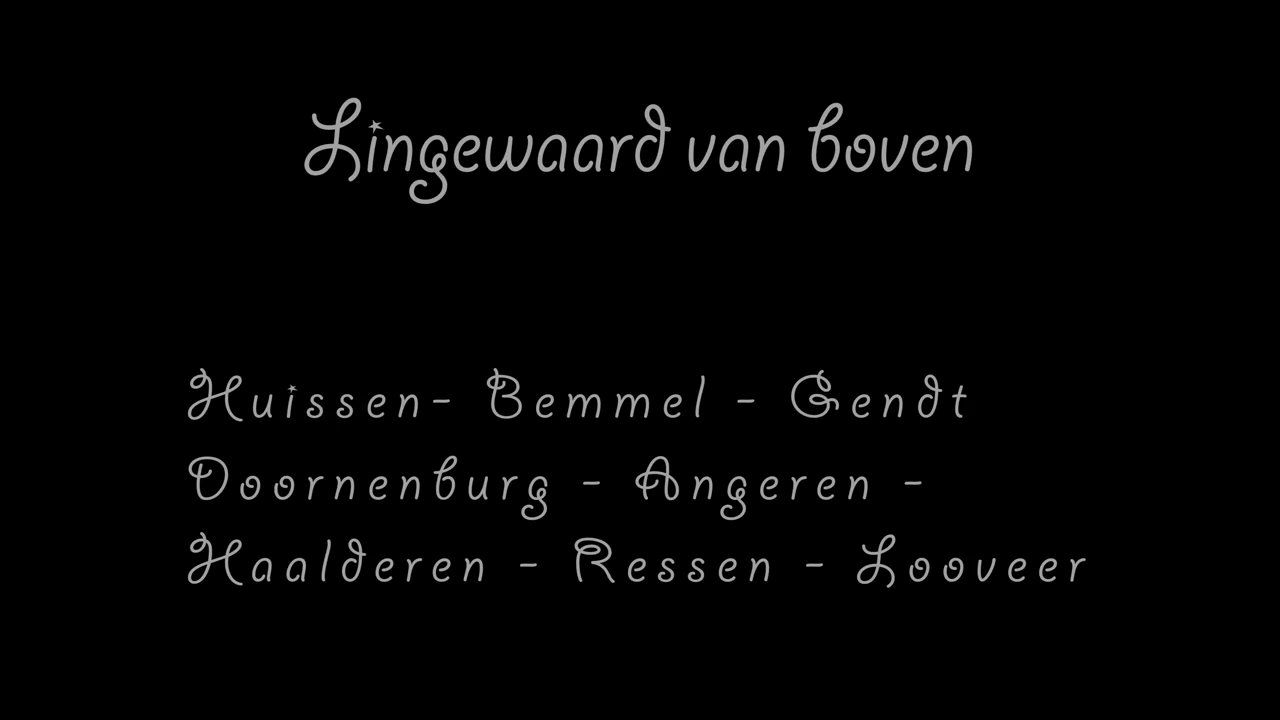 Lingewaard van boven
Huissen- Bemmel - Gendt
Doornenburg - Angeren -
Haalderen - Ressen - Looveer